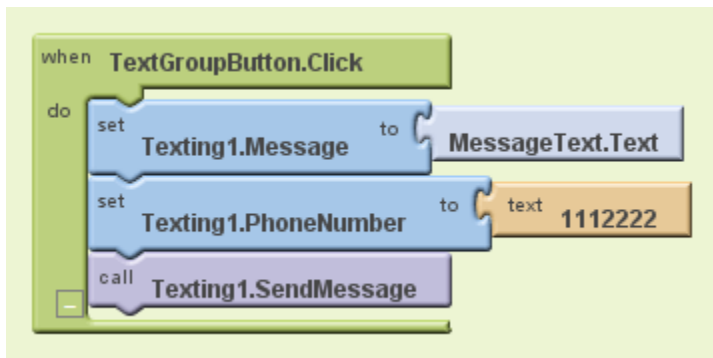 when TextGroupButton.Click
do
set Texting1.Message to MessageText.Text
set Texting1.PhoneNumber to text 1112222
call Texting1.SendMessage